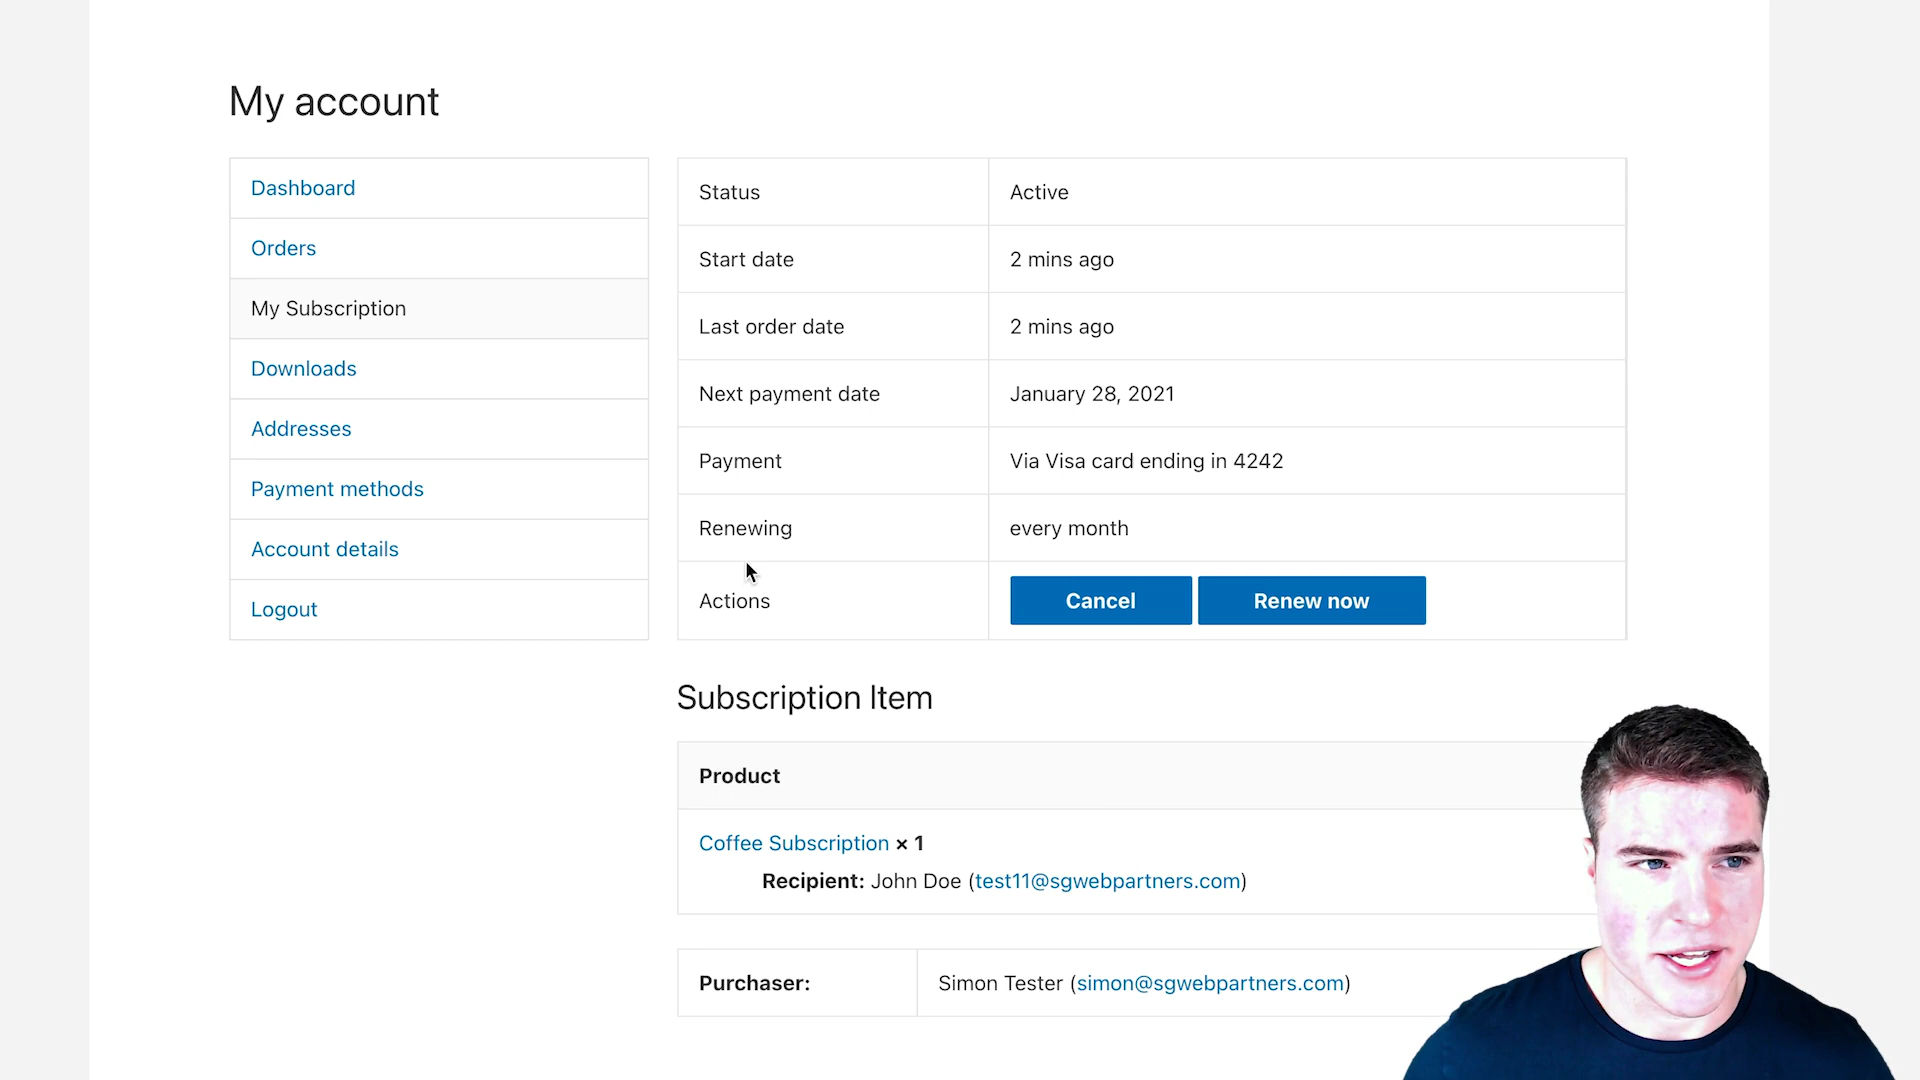 My account
Dashboard
Orders
My Subscription
Downloads
Addresses
Payment methods
Account details
Logout
Status Active
Start date 2 mins ago
Last order date 2 mins ago
Next payment date January 28, 2021
Payment Via Visa card ending in 4242
Renewing every month
Actions Cancel Renew now
Subscription Item
Product
Coffee Subscription × 1
Recipient: John Doe (test11@sgwebpartners.com)
Purchaser: Simon Tester (simon@sgwebpartners.com)